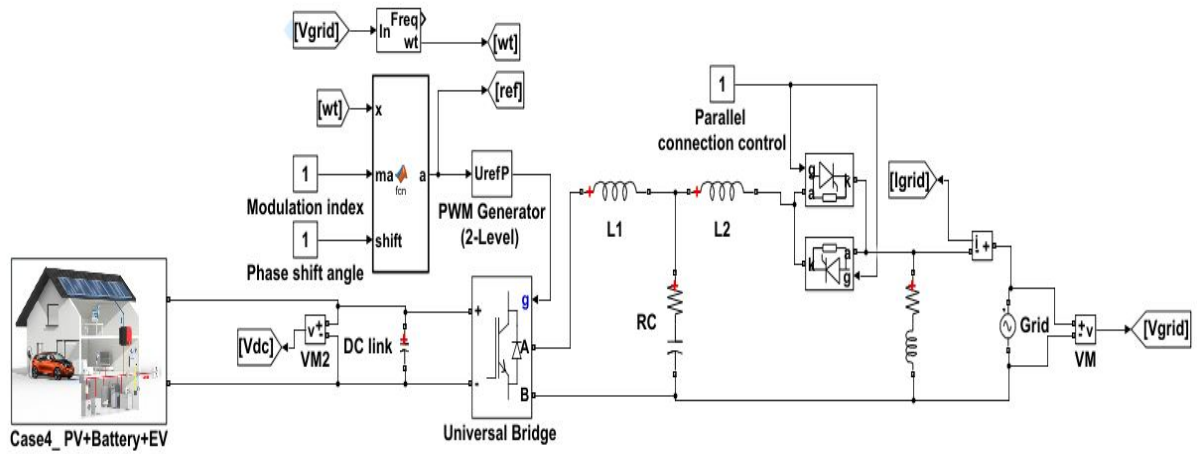 [Vgrid]
In
Freq
wt
[wt]
[wt]
x
[ref]
1
ma
fcn
a
Modulation index
1
shift
Phase shift angle
UrefP
PWM Generator
(2-Level)
1
Parallel
connection control
g
a
k
k
a
g
[Igrid]
i
+
L1
L2
RC
[Vdc]
v
+
-
VM2
DC link
+
-
g
A
B
Universal Bridge
Grid
+
-
v
VM
[Vgrid]
Case4_ PV+Battery+EV